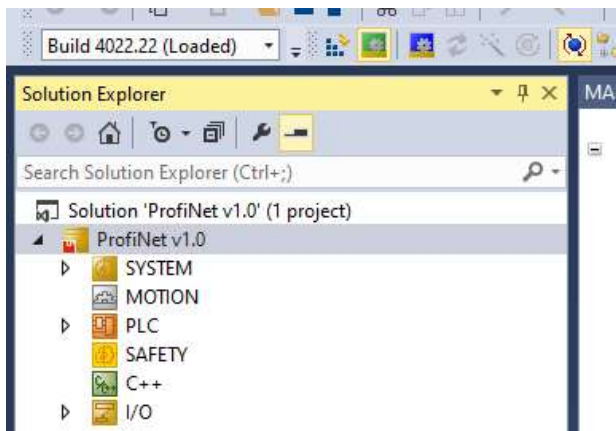 Build 4022.22 (Loaded)
Solution Explorer
MA
Search Solution Explorer (Ctrl+;)
Solution 'ProfiNet v1.0' (1 project)
ProfiNet v1.0
SYSTEM
MOTION
PLC
SAFETY
C++
I/O